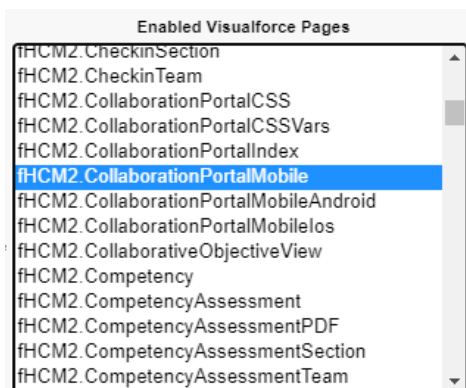 Enabled Visualforce Pages
fHCM2.CheckinSection
fHCM2.CheckinTeam
fHCM2.CollaborationPortalCSS
fHCM2.CollaborationPortalCSSVars
fHCM2.CollaborationPortalIndex
fHCM2.CollaborationPortalMobile
fHCM2.CollaborationPortalMobileAndroid
fHCM2.CollaborationPortalMobileIos
fHCM2.CollaborativeObjectiveView
fHCM2.Competency
fHCM2.CompetencyAssessment
fHCM2.CompetencyAssessmentPDF
fHCM2.CompetencyAssessmentSection
fHCM2.CompetencyAssessmentTeam